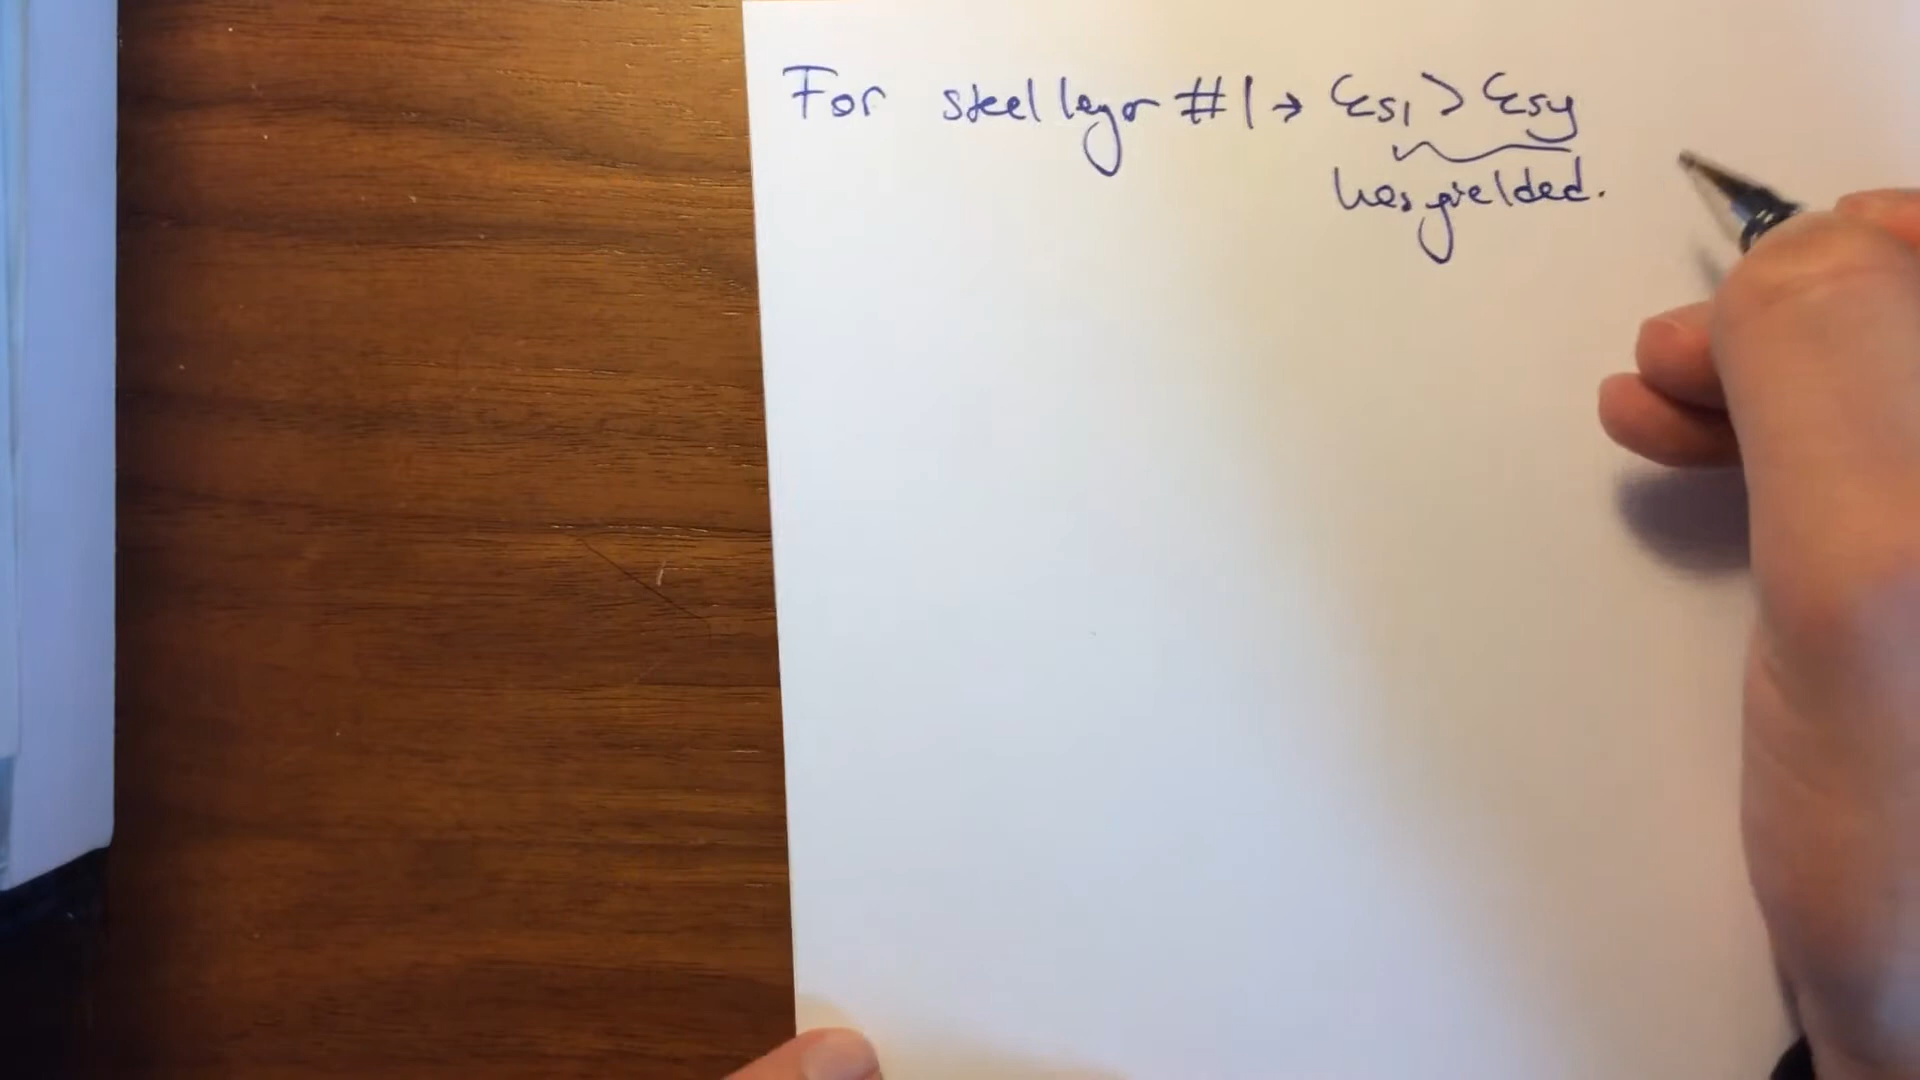 For steel layer #1 → εs1 > εsy
has yielded.